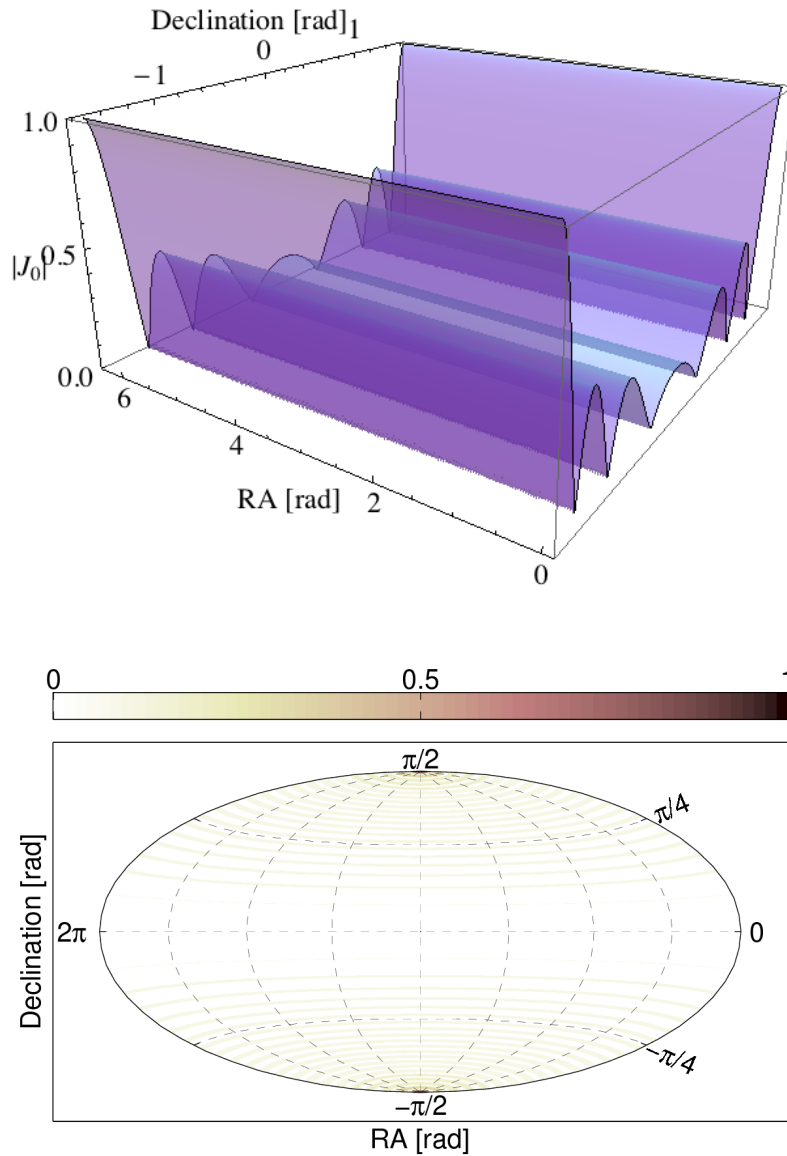 Declination [rad]
−1 0 1
1.0
|J₀| 0.5
0.0
6 4 2 0
RA [rad]
0 0.5 1
π/2
π/4
Declination [rad]
2π 0
−π/4
−π/2
RA [rad]